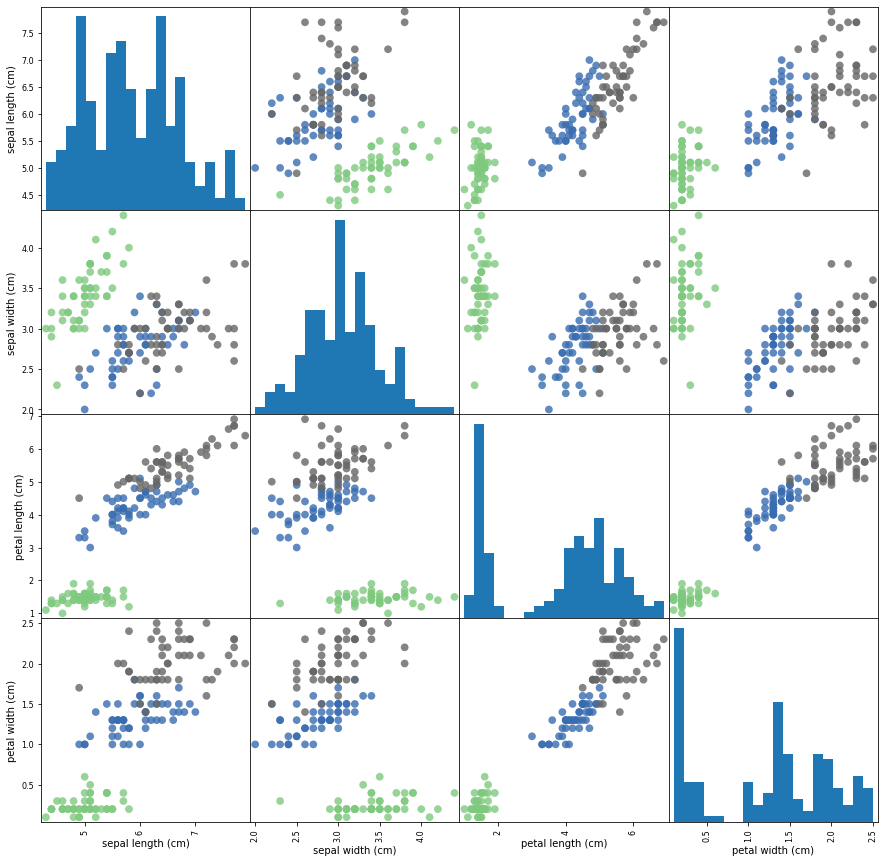 sepal length (cm)
7.5
7.0
6.5
6.0
5.5
5.0
4.5
sepal width (cm)
4.0
3.5
3.0
2.5
2.0
petal length (cm)
7
6
5
4
3
2
1
petal width (cm)
2.5
2.0
1.5
1.0
0.5
5 6 7
sepal length (cm)
2.0 2.5 3.0 3.5 4.0
sepal width (cm)
2 4 6
petal length (cm)
0.5 1.0 1.5 2.0 2.5
petal width (cm)